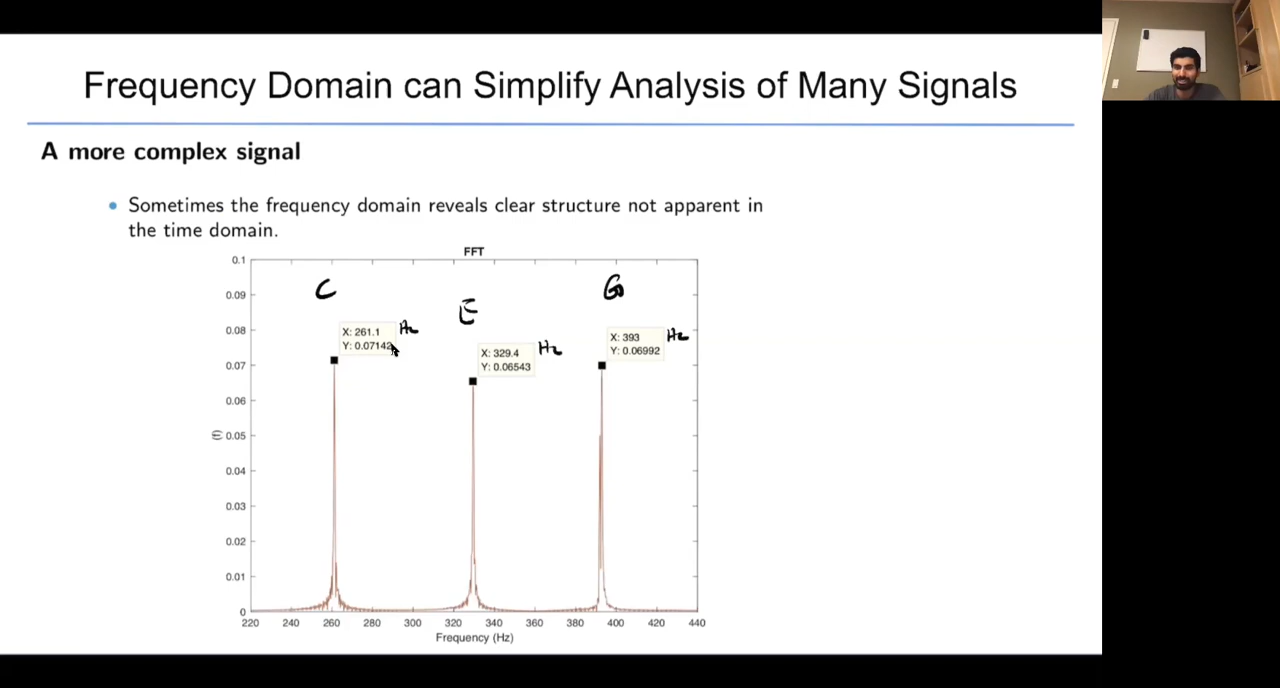 Frequency Domain can Simplify Analysis of Many Signals
A more complex signal
Sometimes the frequency domain reveals clear structure not apparent in
the time domain.
FFT
0.1
0.09
0.08
0.07
0.06
0.05
0.04
0.03
0.02
0.01
0
C
E
G
X: 261.1 Hz
Y: 0.07142
X: 329.4 Hz
Y: 0.06543
X: 393 Hz
Y: 0.06992
220 240 260 280 300 320 340 360 380 400 420 440
Frequency (Hz)